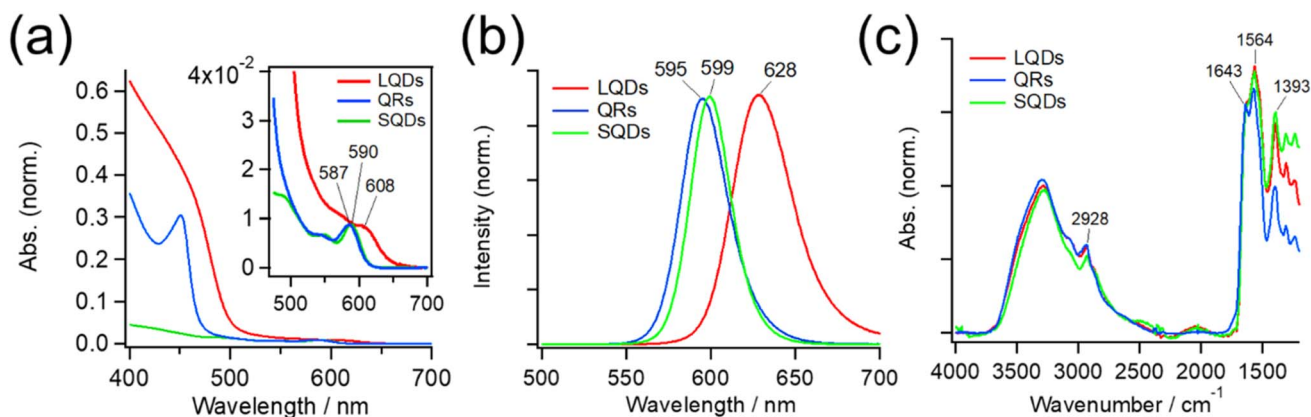 (a)
Abs. (norm.)
0.6
0.5
0.4
0.3
0.2
0.1
0.0
400
500
600
700
Wavelength / nm
4x10-2
3
2
1
0
500
600
700
LQDs
QRs
SQDs
587
590
608
(b)
Intensity (norm.)
595
599
628
LQDs
QRs
SQDs
500
550
600
650
700
Wavelength / nm
(c)
Abs. (norm.)
LQDs
QRs
SQDs
1564
1643
1393
2928
4000
3500
3000
2500
2000
1500
Wavenumber / cm-1